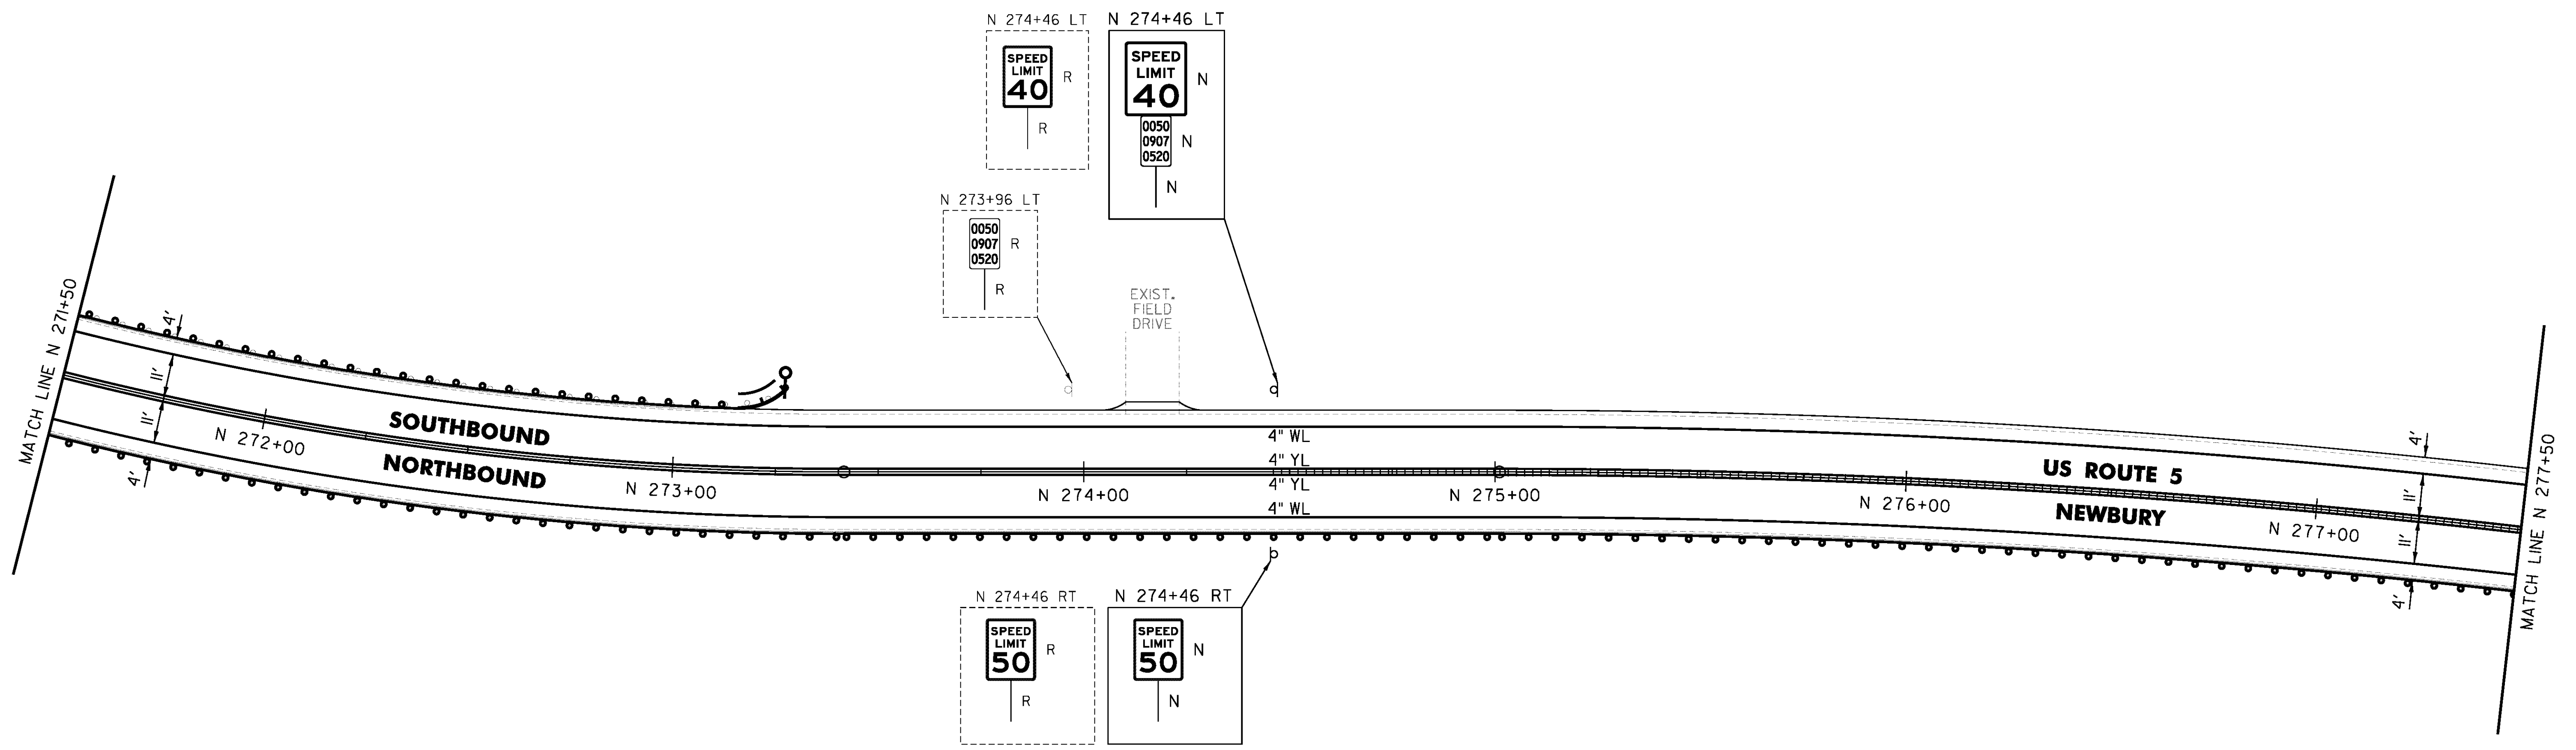 N 274+46 LT
SPEED
LIMIT
40
R
R
N 274+46 LT
SPEED
LIMIT
40
N
0050
0907
0520
N
N
N 273+96 LT
0050
0907
0520
R
R
EXIST.
FIELD
DRIVE
MATCH LINE N 271+50
4'
11'
11'
4'
N 272+00
SOUTHBOUND
NORTHBOUND
N 273+00
N 274+00
4" WL
4" YL
4" YL
4" WL
N 275+00
N 276+00
US ROUTE 5
NEWBURY
N 277+00
4'
11'
11'
4'
MATCH LINE N 277+50
N 274+46 RT
SPEED
LIMIT
50
R
R
N 274+46 RT
SPEED
LIMIT
50
N
N